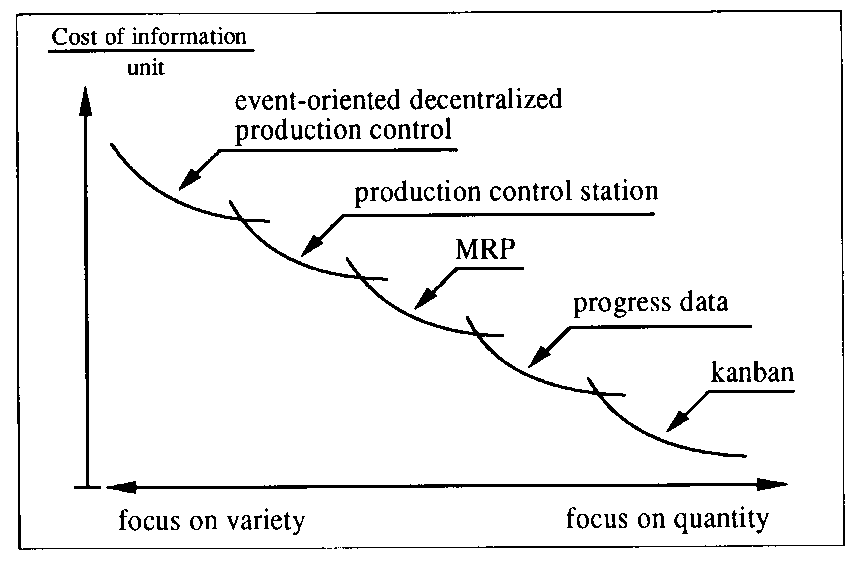 Cost of information
unit
event-oriented decentralized
production control
production control station
MRP
progress data
kanban
focus on variety
focus on quantity